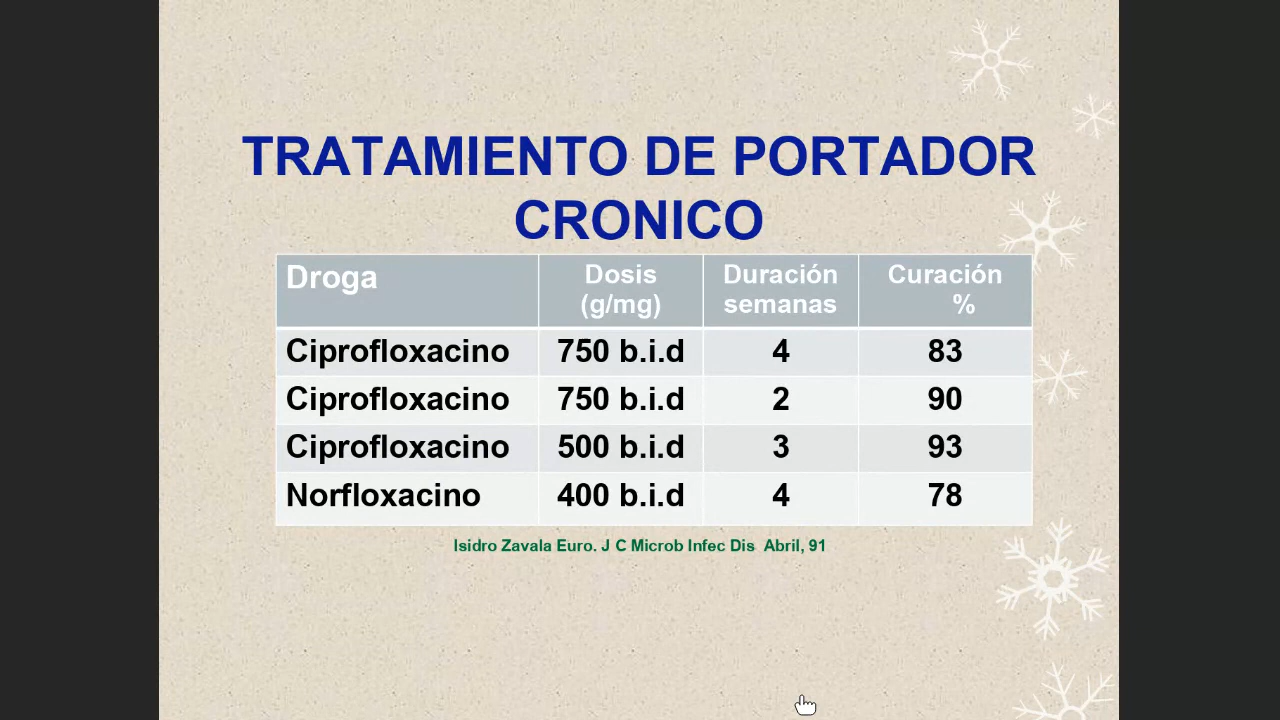 TRATAMIENTO DE PORTADOR
CRONICO
Droga Dosis (g/mg) Duración semanas Curación %
Ciprofloxacino 750 b.i.d 4 83
Ciprofloxacino 750 b.i.d 2 90
Ciprofloxacino 500 b.i.d 3 93
Norfloxacino 400 b.i.d 4 78
Isidro Zavala Euro. J C Microb Infec Dis Abril, 91